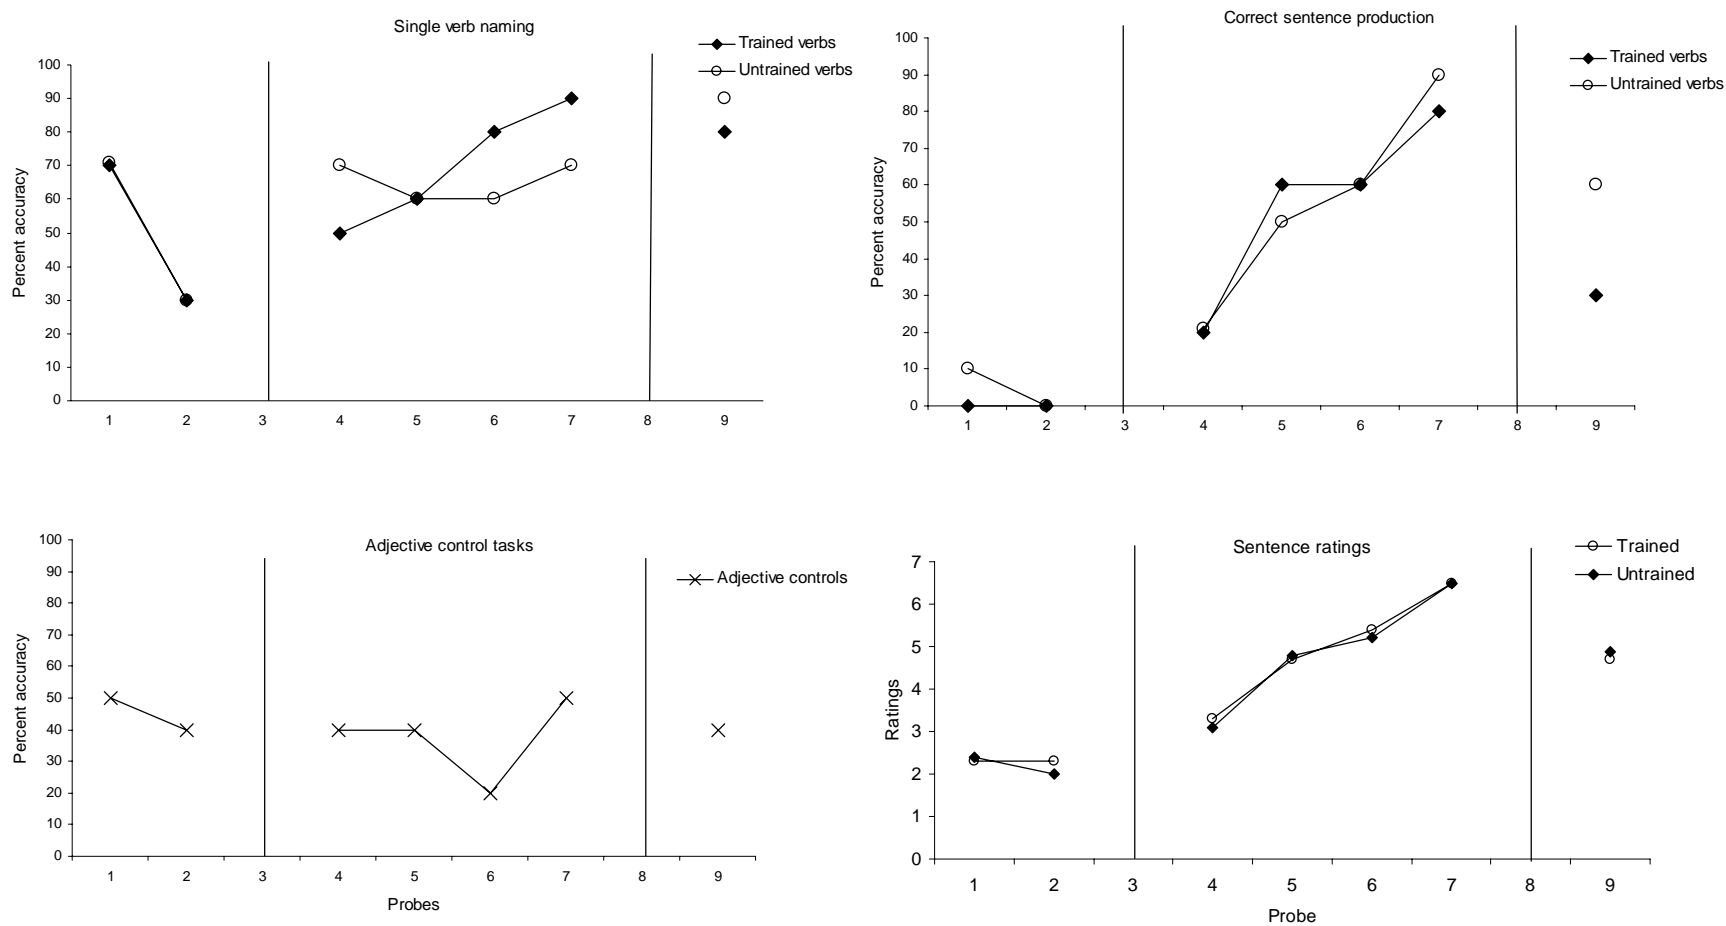 Single verb naming
Trained verbs
Untrained verbs
100
90
80
70
60
50
40
30
20
10
0
Percent accuracy
1 2 3 4 5 6 7 8 9
Correct sentence production
Trained verbs
Untrained verbs
100
90
80
70
60
50
40
30
20
10
0
Percent accuracy
1 2 3 4 5 6 7 8 9
Adjective control tasks
Adjective controls
100
90
80
70
60
50
40
30
20
10
0
Percent accuracy
1 2 3 4 5 6 7 8 9
Probes
Sentence ratings
Trained
Untrained
7
6
5
4
3
2
1
0
Ratings
1 2 3 4 5 6 7 8 9
Probe